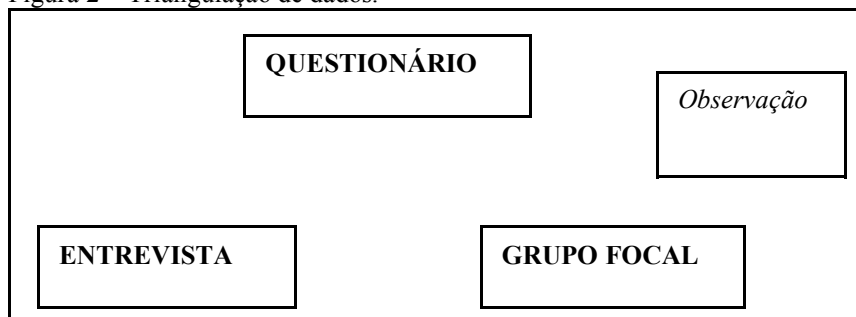 Figura 2 – Triangulação de dados.
QUESTIONÁRIO
Observação
ENTREVISTA
GRUPO FOCAL